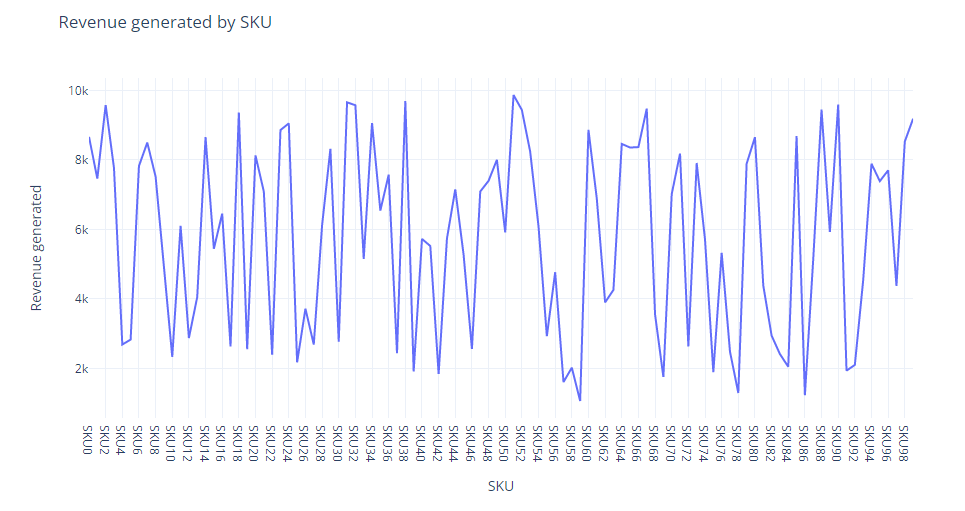 Revenue generated by SKU
Revenue generated
10k
8k
6k
4k
2k
SKU0
SKU2
SKU4
SKU6
SKU8
SKU10
SKU12
SKU14
SKU16
SKU18
SKU20
SKU22
SKU24
SKU26
SKU28
SKU30
SKU32
SKU34
SKU36
SKU38
SKU40
SKU42
SKU44
SKU46
SKU48
SKU50
SKU52
SKU54
SKU56
SKU58
SKU60
SKU62
SKU64
SKU66
SKU68
SKU70
SKU72
SKU74
SKU76
SKU78
SKU80
SKU82
SKU84
SKU86
SKU88
SKU90
SKU92
SKU94
SKU96
SKU98
SKU